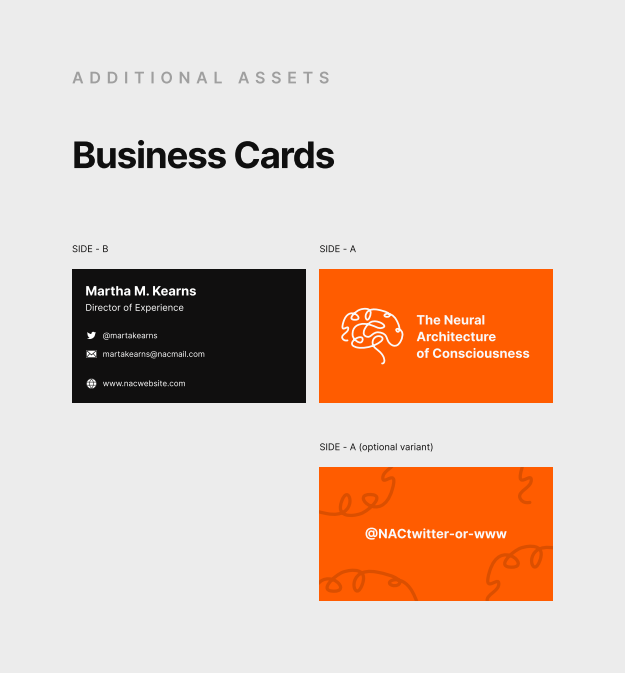 ADDITIONAL ASSETS
Business Cards
SIDE - B
Martha M. Kearns
Director of Experience
@martakearns
martakearns@nacmail.com
www.nacwebsite.com
SIDE - A
The Neural
Architecture
of Consciousness
SIDE - A (optional variant)
@NACtwitter-or-www